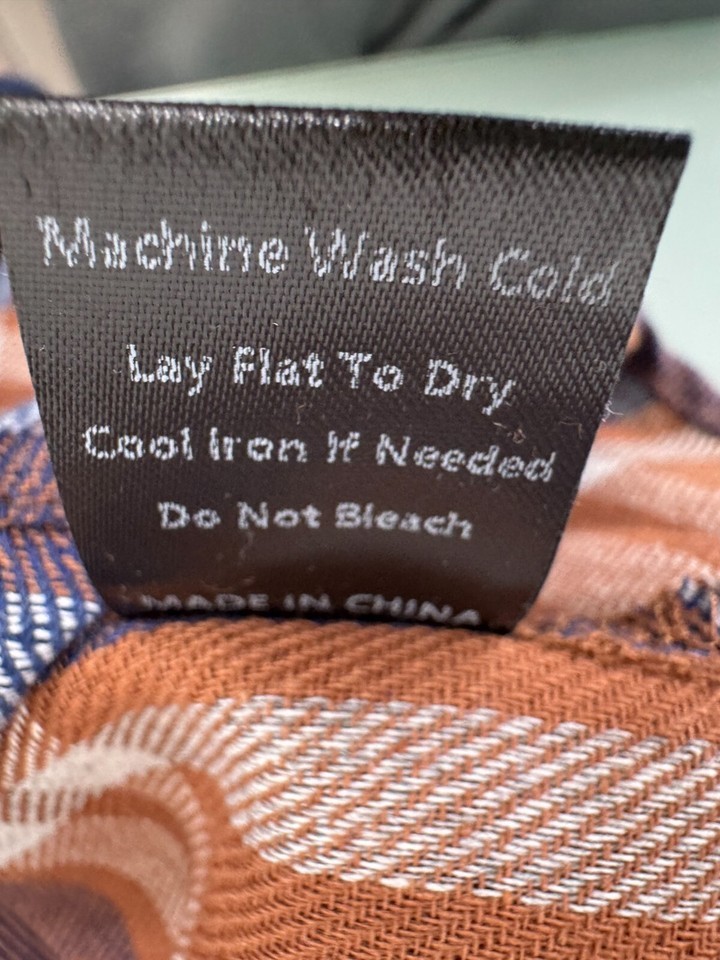 Machine Wash Cold
Lay Flat To Dry
Cool Iron If Needed
Do Not Bleach
MADE IN CHINA